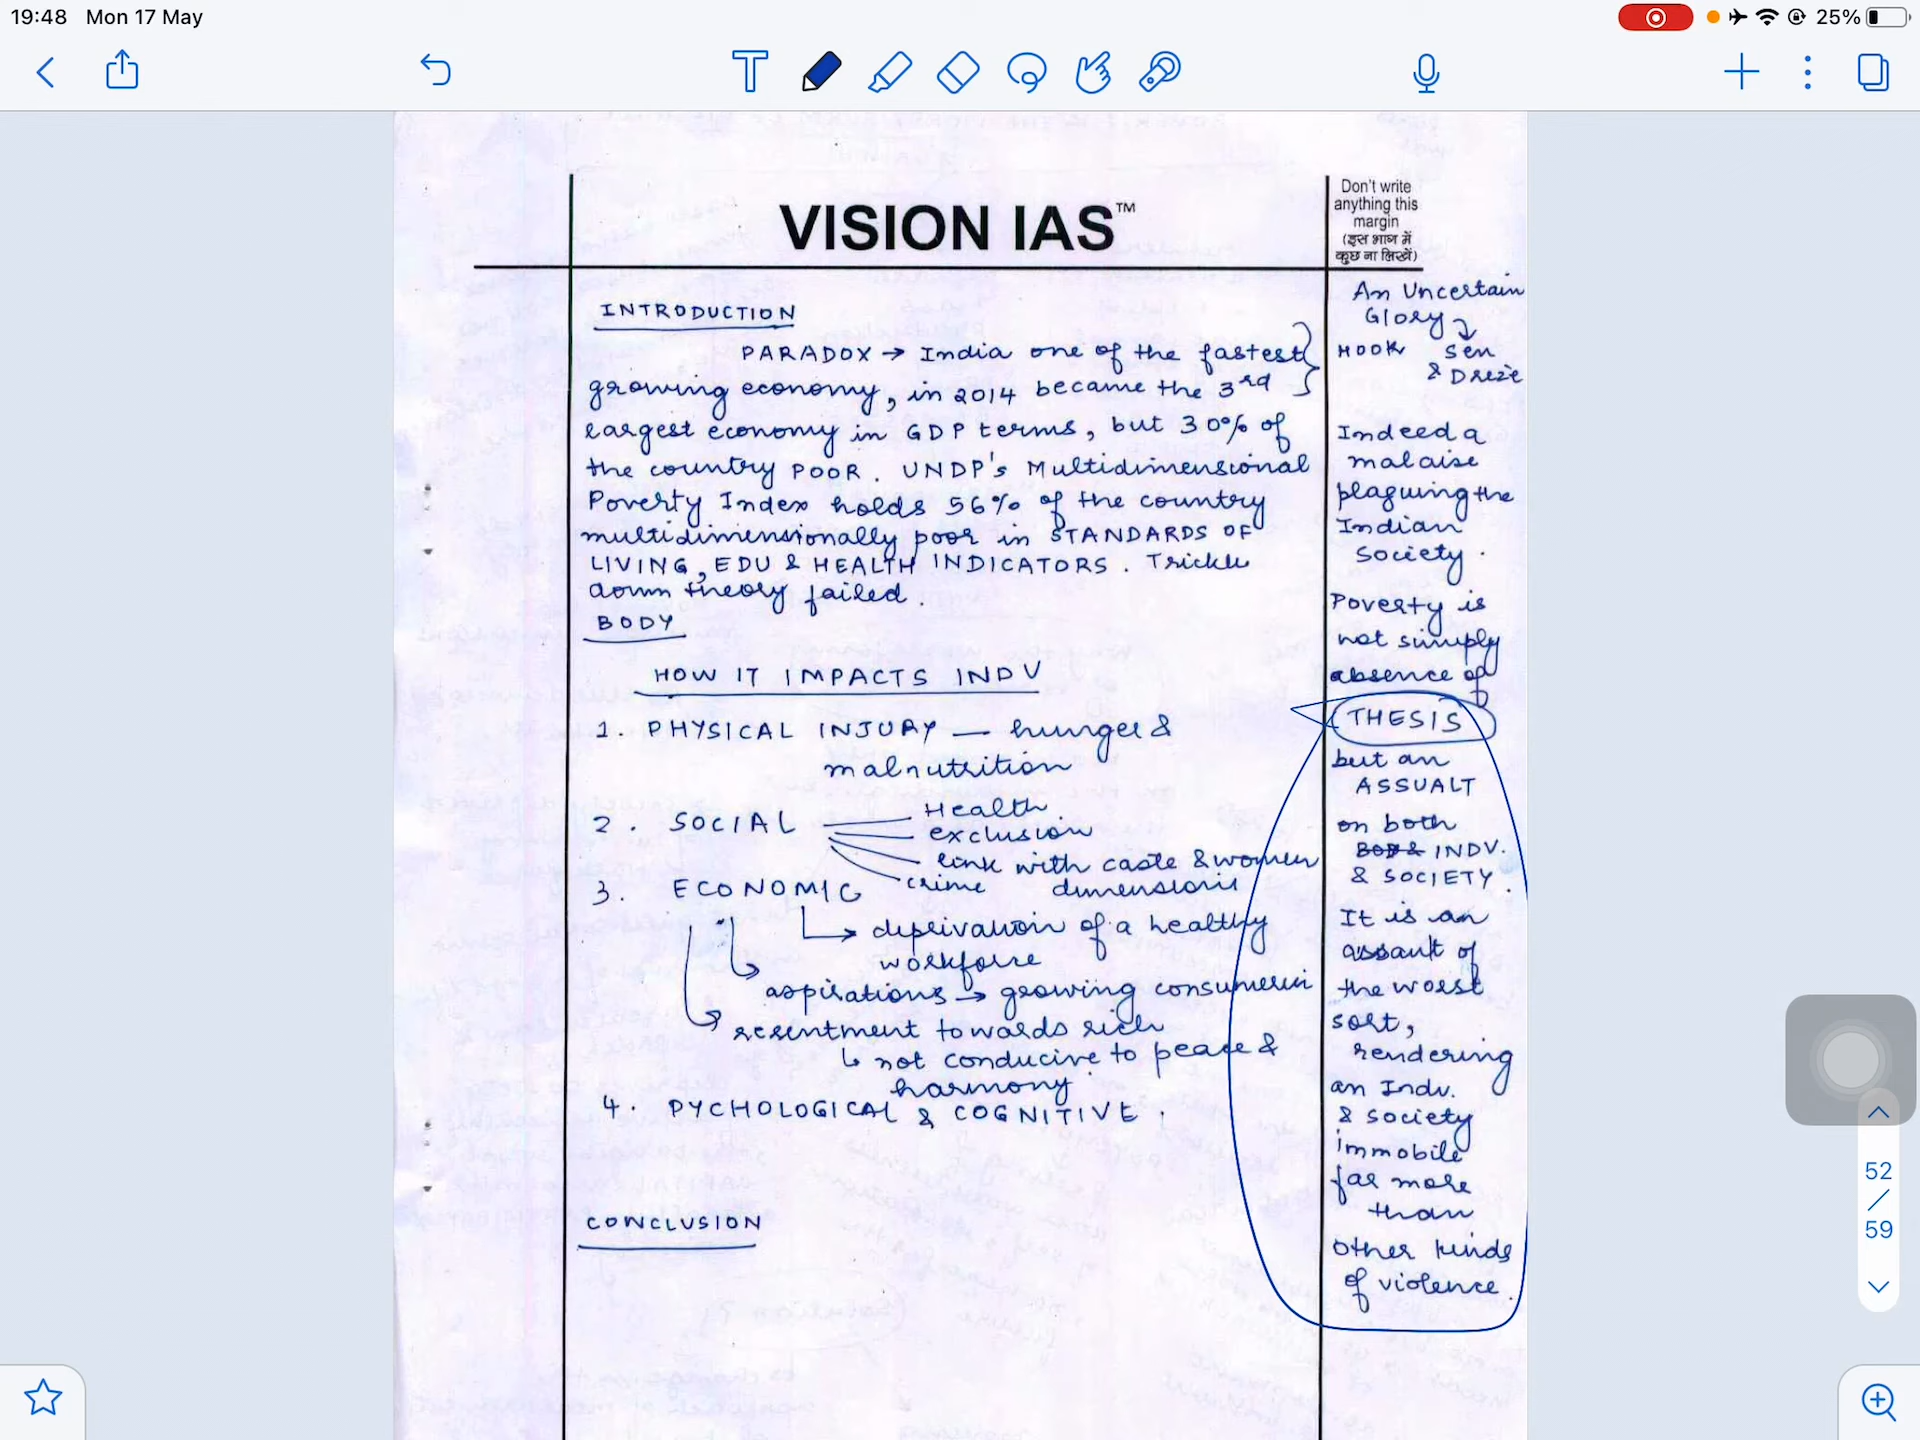 19:48 Mon 17 May
25%
VISION IAS™
Don't write
anything this
margin
(इस भाग में
कुछ ना लिखें)
INTRODUCTION
PARADOX → India one of the fastest
growing economy, in 2014 became the 3rd
largest economy in GDP terms, but 30% of
the country POOR. UNDP's Multidimensional
Poverty Index holds 56% of the country
multidimensionally poor in STANDARDS OF
LIVING, EDU & HEALTH INDICATORS. Trickle
down theory failed.
BODY
HOW IT IMPACTS INDV
1. PHYSICAL INJURY — hunger &
malnutrition
2. SOCIAL
Health
exclusion
link with caste & women
dimensions
crime
3. ECONOMIC
→ deprivation of a healthy
workforce
aspirations → growing consumerin
resentment towards rich
↳ not conducive to peace &
harmony.
4. PYCHOLOGICAL & COGNITIVE.
CONCLUSION
An Uncertain
Glory
HOOK Sen
& Dreze
Indeed a
malaise
plaguing the
Indian
society.
Poverty is
not simply
absence of
THESIS
but an
ASSUALT
on both
INDV.
& SOCIETY.
It is an
assault of
the worst
sort,
rendering
an Indv.
& society
immobile
far more
than
other kinds
of violence.
52
/
59